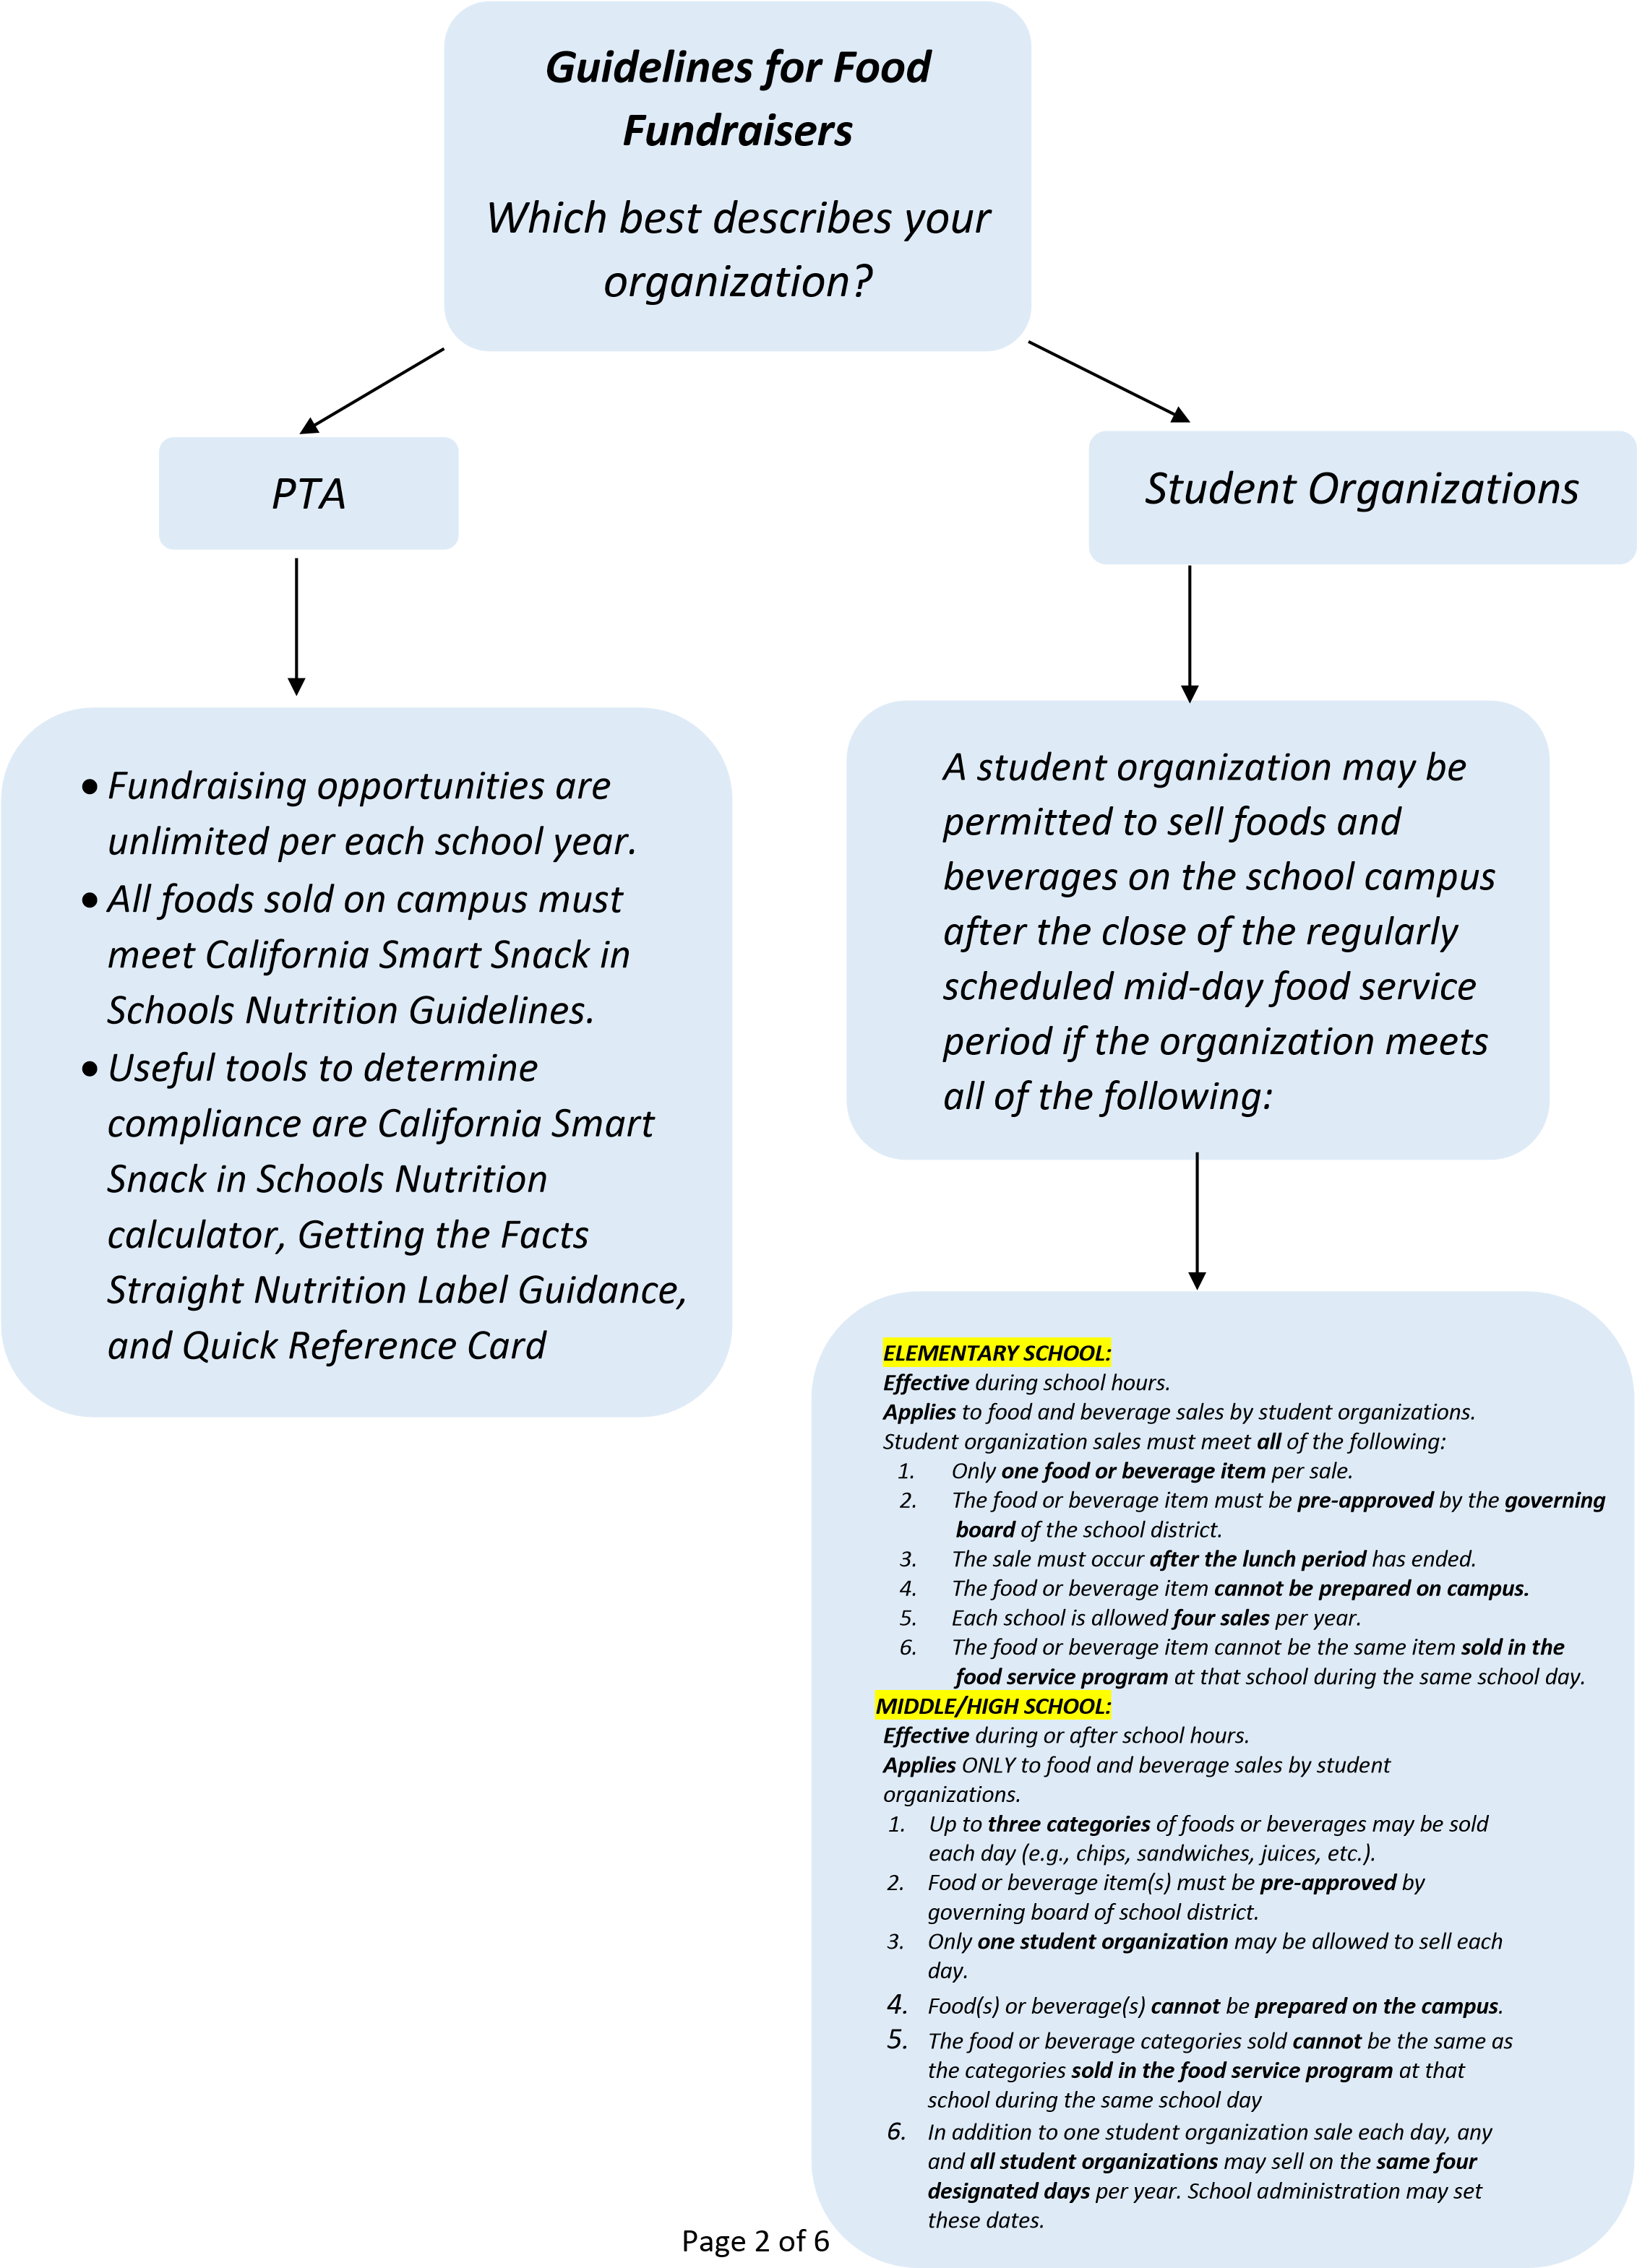 Guidelines for Food
Fundraisers
Which best describes your
organization?
PTA
Student Organizations
• Fundraising opportunities are
unlimited per each school year.
• All foods sold on campus must
meet California Smart Snack in
Schools Nutrition Guidelines.
• Useful tools to determine
compliance are California Smart
Snack in Schools Nutrition
calculator, Getting the Facts
Straight Nutrition Label Guidance,
and Quick Reference Card
A student organization may be
permitted to sell foods and
beverages on the school campus
after the close of the regularly
scheduled mid-day food service
period if the organization meets
all of the following:
ELEMENTARY SCHOOL:
Effective during school hours.
Applies to food and beverage sales by student organizations.
Student organization sales must meet all of the following:
1. Only one food or beverage item per sale.
2. The food or beverage item must be pre-approved by the governing
board of the school district.
3. The sale must occur after the lunch period has ended.
4. The food or beverage item cannot be prepared on campus.
5. Each school is allowed four sales per year.
6. The food or beverage item cannot be the same item sold in the
food service program at that school during the same school day.
MIDDLE/HIGH SCHOOL:
Effective during or after school hours.
Applies ONLY to food and beverage sales by student
organizations.
1. Up to three categories of foods or beverages may be sold
each day (e.g., chips, sandwiches, juices, etc.).
2. Food or beverage item(s) must be pre-approved by
governing board of school district.
3. Only one student organization may be allowed to sell each
day.
4. Food(s) or beverage(s) cannot be prepared on the campus.
5. The food or beverage categories sold cannot be the same as
the categories sold in the food service program at that
school during the same school day
6. In addition to one student organization sale each day, any
and all student organizations may sell on the same four
designated days per year. School administration may set
these dates.
Page 2 of 6